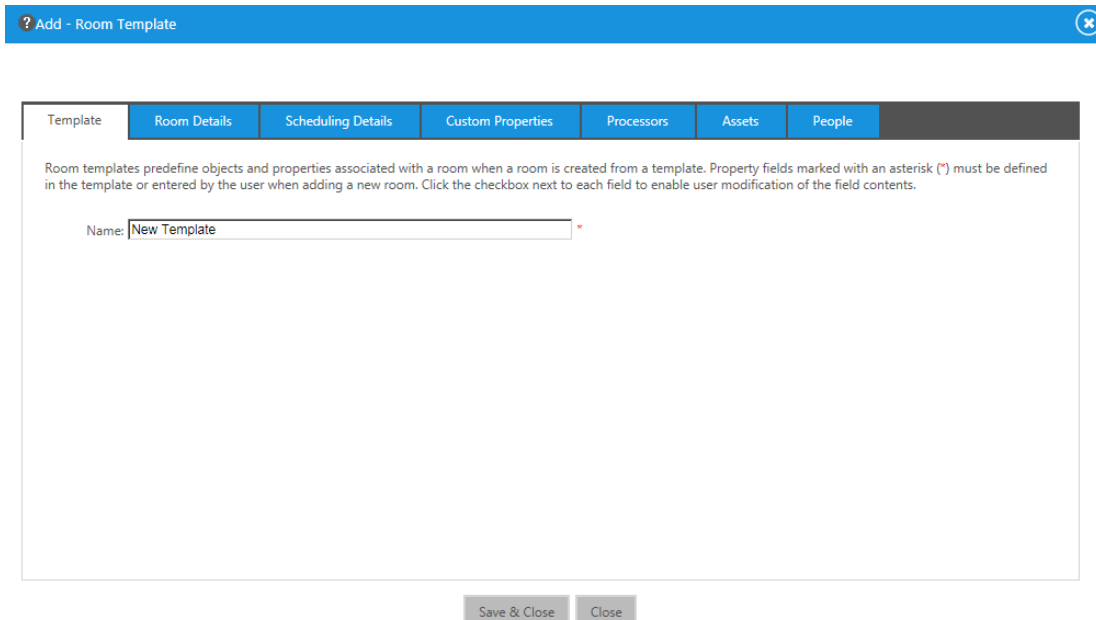 ? Add - Room Template
Template Room Details Scheduling Details Custom Properties Processors Assets People
Room templates predefine objects and properties associated with a room when a room is created from a template. Property fields marked with an asterisk (*) must be defined
in the template or entered by the user when adding a new room. Click the checkbox next to each field to enable user modification of the field contents.
Name: New Template *
Save & Close Close